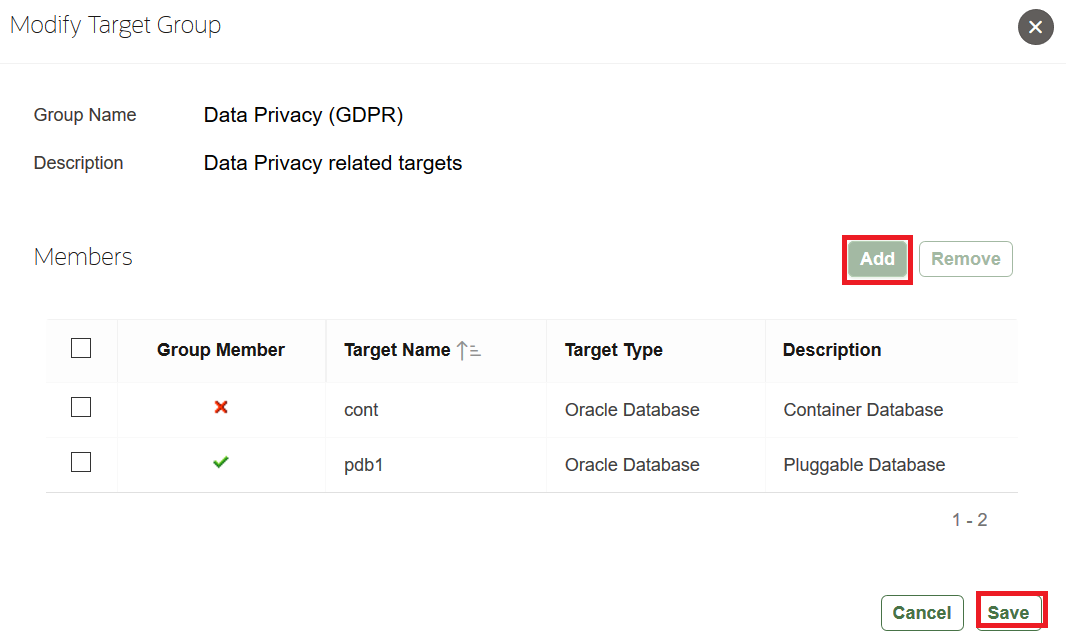 Modify Target Group
Group Name Data Privacy (GDPR)
Description Data Privacy related targets
Members Add Remove
Group Member Target Name Target Type Description
cont Oracle Database Container Database
pdb1 Oracle Database Pluggable Database
1 - 2
Cancel Save